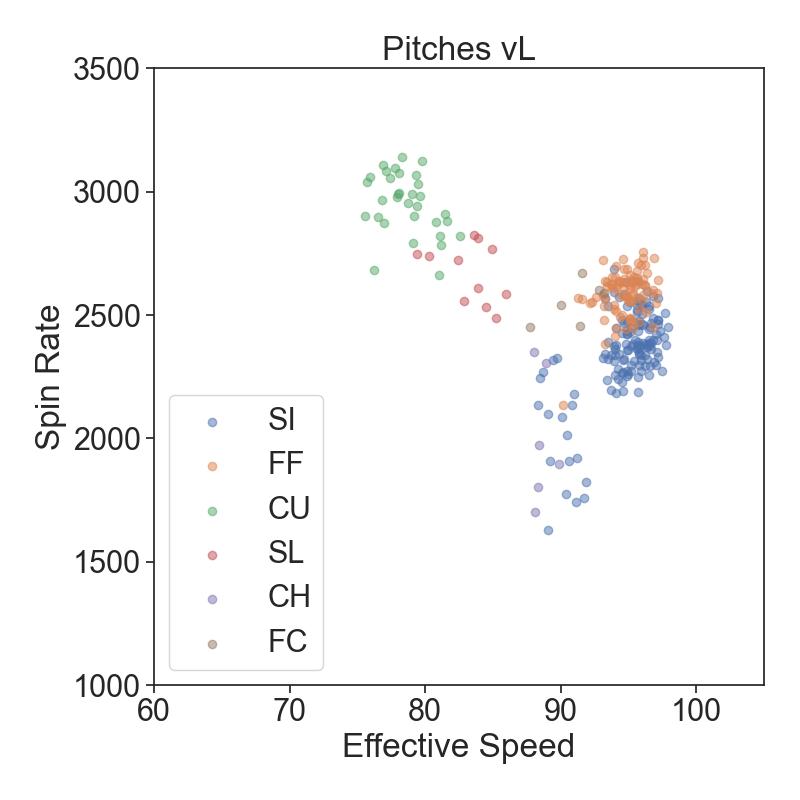 Pitches vL
3500
3000
2500
2000
1500
1000
Spin Rate
SI
FF
CU
SL
CH
FC
60 70 80 90 100
Effective Speed